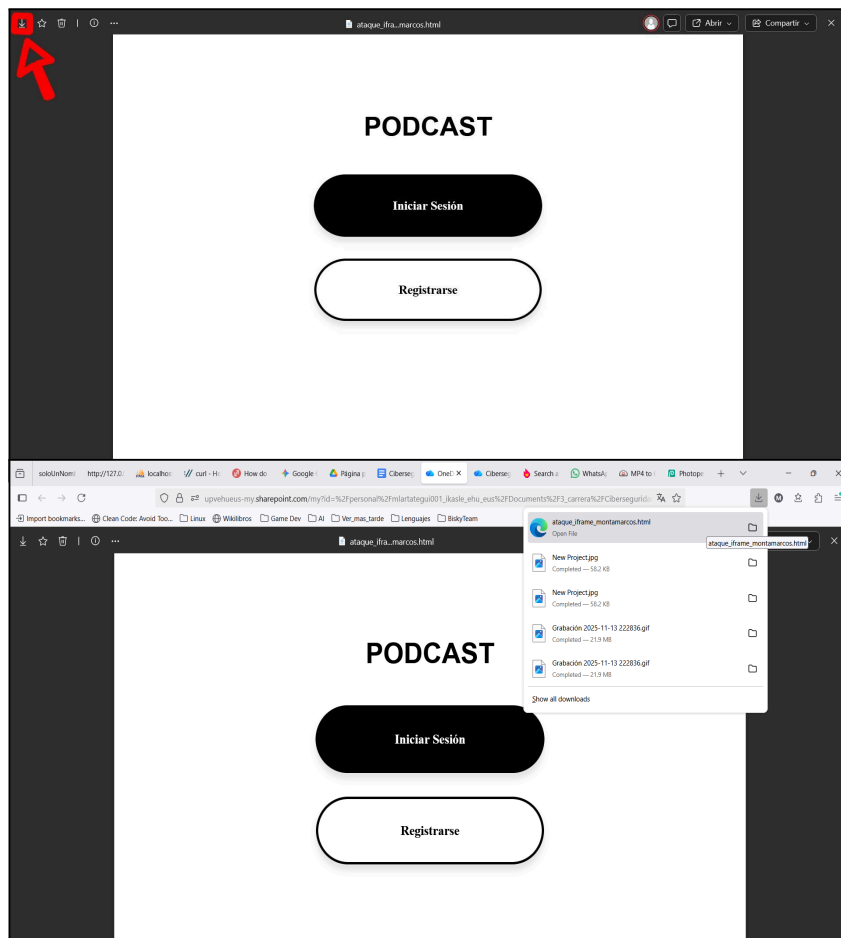 ataque_ifra...marcos.html
Abrir
Compartir
PODCAST
Iniciar Sesión
Registrarse
soloUnNom
http://127.0.
localhos
curl - H
How do
Google
Página p
Ciberseg
OneD
Ciberseg
Search e
WhatsA
MP4 to
Photope
upvehueus-my.sharepoint.com/my?id=%2Fpersonal%2Fmlartategui001_ikasle_ehu_eus%2FDocuments%2F3_carrera%2FCibersegurida
Import bookmarks...
Clean Code: Avoid Too...
Linux
Wikilibros
Game Dev
AI
Ver_mas_tarde
Lenguajes
BiskyTeam
ataque_ifra...marcos.html
ataque_iframe_montamarcos.html
Open File
ataque_iframe_montamarcos.html
New Project.jpg
Completed — 58.2 KB
New Project.jpg
Completed — 58.2 KB
Grabación 2025-11-13 222836.gif
Completed — 21.9 MB
Grabación 2025-11-13 222836.gif
Completed — 21.9 MB
Show all downloads
PODCAST
Iniciar Sesión
Registrarse